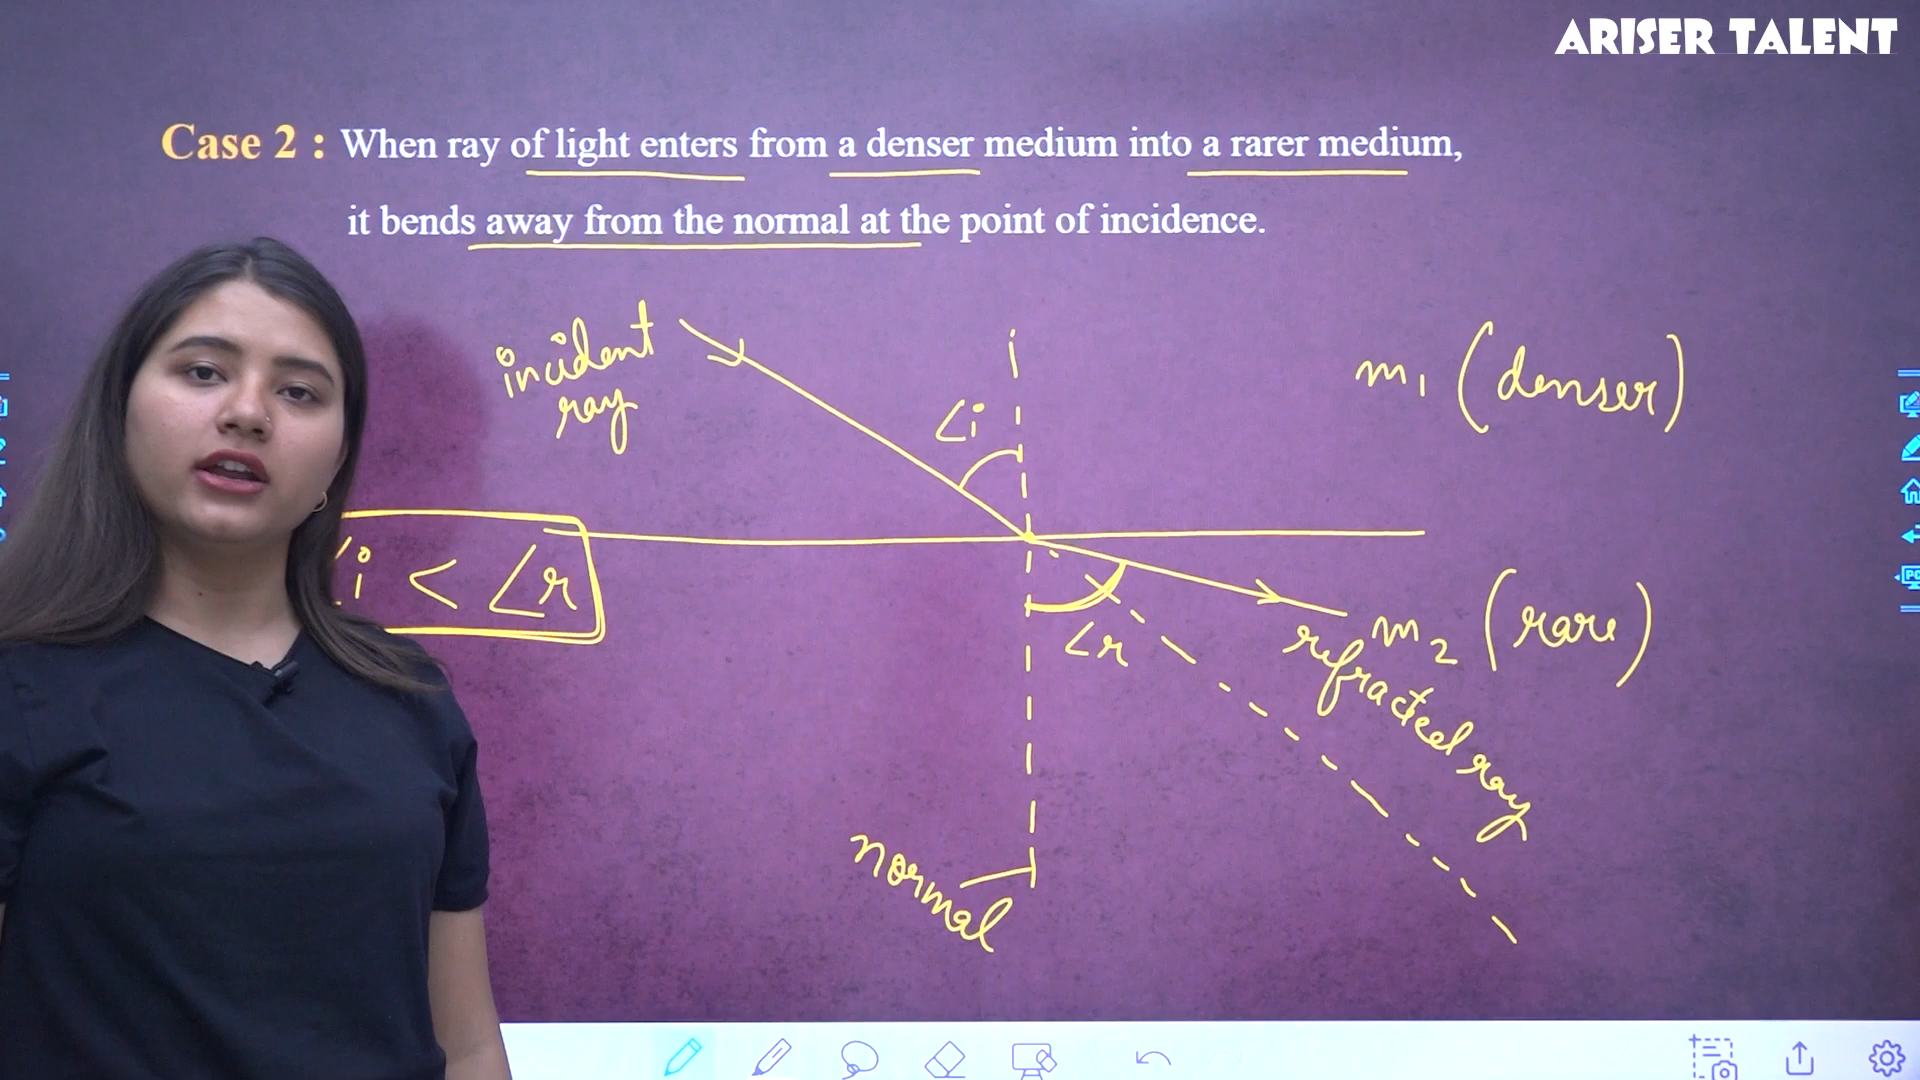 ARISER TALENT
Case 2 : When ray of light enters from a denser medium into a rarer medium,
it bends away from the normal at the point of incidence.
incident
ray
∠i
m₁ (denser)
∠i < ∠r
∠r
m₂ (rare)
refracted ray
normal